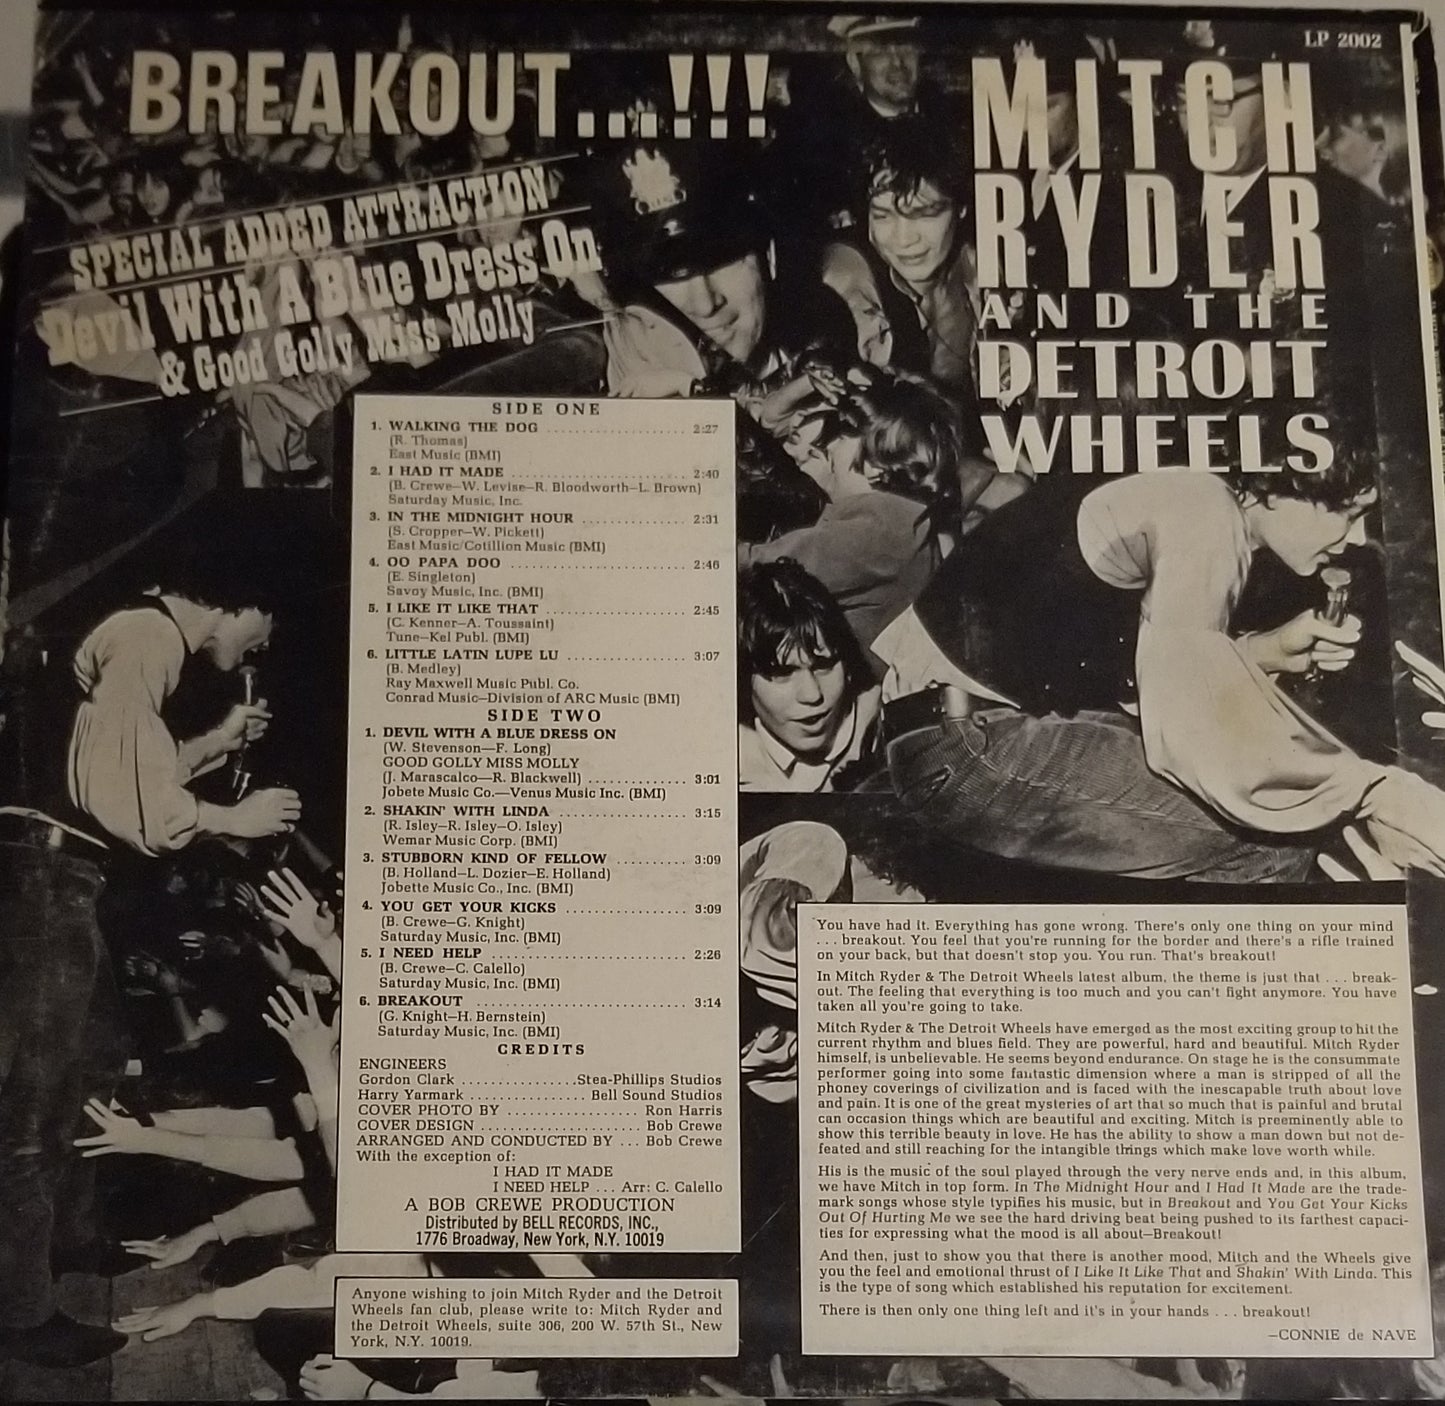 LP 2002
BREAKOUT...!!!
SPECIAL ADDED ATTRACTION
Devil With A Blue Dress On
& Good Golly Miss Molly
MITCH
RYDER
AND THE
DETROIT
WHEELS
SIDE ONE
1. WALKING THE DOG .................... 2:27
(R. Thomas)
East Music (BMI)
2. I HAD IT MADE ......................... 2:40
(B. Crewe—W. Levise—R. Bloodworth—L. Brown)
Saturday Music, Inc.
3. IN THE MIDNIGHT HOUR ............... 2:31
(S. Cropper—W. Pickett)
East Music/Cotillion Music (BMI)
4. OO PAPA DOO ......................... 2:46
(E. Singleton)
Savoy Music, Inc. (BMI)
5. I LIKE IT LIKE THAT .................... 2:45
(C. Kenner—A. Toussaint)
Tune—Kel Publ. (BMI)
6. LITTLE LATIN LUPE LU ................. 3:07
(B. Medley)
Ray Maxwell Music Publ. Co.
Conrad Music—Division of ARC Music (BMI)
SIDE TWO
1. DEVIL WITH A BLUE DRESS ON
(W. Stevenson—F. Long)
GOOD GOLLY MISS MOLLY
(J. Marascalco—R. Blackwell) ............. 3:01
Jobete Music Co.—Venus Music Inc. (BMI)
2. SHAKIN' WITH LINDA ................. 3:15
(R. Isley—R. Isley—O. Isley)
Wemar Music Corp. (BMI)
3. STUBBORN KIND OF FELLOW .......... 3:09
(B. Holland—L. Dozier—E. Holland)
Jobette Music Co., Inc. (BMI)
4. YOU GET YOUR KICKS ................ 3:09
(B. Crewe—G. Knight)
Saturday Music, Inc. (BMI)
5. I NEED HELP .......................... 2:26
(B. Crewe—C. Calello)
Saturday Music, Inc. (BMI)
6. BREAKOUT ........................... 3:14
(G. Knight—H. Bernstein)
Saturday Music, Inc. (BMI)
CREDITS
ENGINEERS
Gordon Clark ................Stea-Phillips Studios
Harry Yarmark ................ Bell Sound Studios
COVER PHOTO BY .................. Ron Harris
COVER DESIGN ...................... Bob Crewe
ARRANGED AND CONDUCTED BY ... Bob Crewe
With the exception of:
I HAD IT MADE
I NEED HELP ... Arr: C. Calello
A BOB CREWE PRODUCTION
Distributed by BELL RECORDS, INC.,
1776 Broadway, New York, N.Y. 10019
Anyone wishing to join Mitch Ryder and the Detroit
Wheels fan club, please write to: Mitch Ryder and
the Detroit Wheels, suite 306, 200 W. 57th St., New
York, N.Y. 10019.
You have had it. Everything has gone wrong. There's only one thing on your mind
... breakout. You feel that you're running for the border and there's a rifle trained
on your back, but that doesn't stop you. You run. That's breakout!
In Mitch Ryder & The Detroit Wheels latest album, the theme is just that ... break-
out. The feeling that everything is too much and you can't fight anymore. You have
taken all you're going to take.
Mitch Ryder & The Detroit Wheels have emerged as the most exciting group to hit the
current rhythm and blues field. They are powerful, hard and beautiful. Mitch Ryder
himself, is unbelievable. He seems beyond endurance. On stage he is the consummate
performer going into some fantastic dimension where a man is stripped of all the
phoney coverings of civilization and is faced with the inescapable truth about love
and pain. It is one of the great mysteries of art that so much that is painful and brutal
can occasion things which are beautiful and exciting. Mitch is preeminently able to
show this terrible beauty in love. He has the ability to show a man down but not de-
feated and still reaching for the intangible things which make love worth while.
His is the music of the soul played through the very nerve ends and, in this album,
we have Mitch in top form. In The Midnight Hour and I Had It Made are the trade-
mark songs whose style typifies his music, but in Breakout and You Get Your Kicks
Out Of Hurting Me we see the hard driving beat being pushed to its farthest capaci-
ties for expressing what the mood is all about—Breakout!
And then, just to show you that there is another mood, Mitch and the Wheels give
you the feel and emotional thrust of I Like It Like That and Shakin' With Linda. This
is the type of song which established his reputation for excitement.
There is then only one thing left and it's in your hands ... breakout!
—CONNIE de NAVE